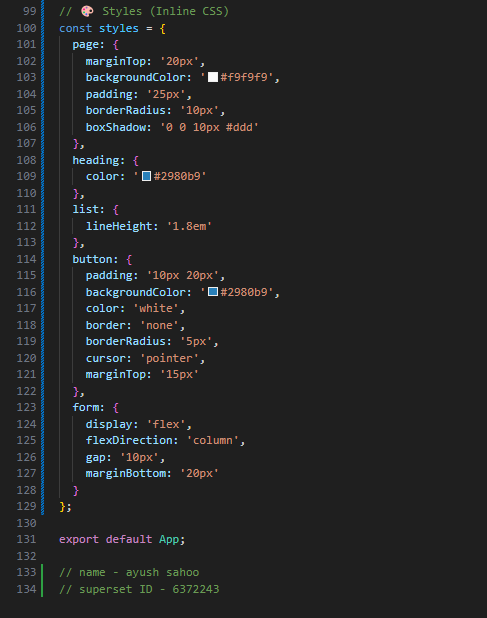 99 // 🎨 Styles (Inline CSS)
100 const styles = {
101 page: {
102 marginTop: '20px',
103 backgroundColor: '#f9f9f9',
104 padding: '25px',
105 borderRadius: '10px',
106 boxShadow: '0 0 10px #ddd'
107 },
108 heading: {
109 color: '#2980b9'
110 },
111 list: {
112 lineHeight: '1.8em'
113 },
114 button: {
115 padding: '10px 20px',
116 backgroundColor: '#2980b9',
117 color: 'white',
118 border: 'none',
119 borderRadius: '5px',
120 cursor: 'pointer',
121 marginTop: '15px'
122 },
123 form: {
124 display: 'flex',
125 flexDirection: 'column',
126 gap: '10px',
127 marginBottom: '20px'
128 }
129 };
130
131 export default App;
132
133 // name - ayush sahoo
134 // superset ID - 6372243